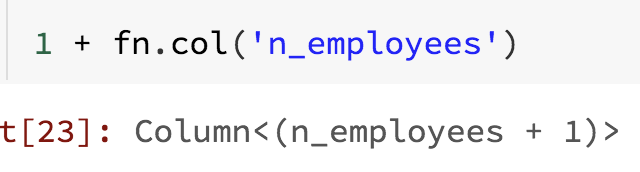 1 + fn.col('n_employees')
t[23]: Column<(n_employees + 1)>